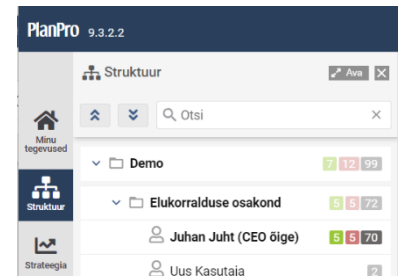 PlanPro 9.3.2.2
Struktuur Ava
Otsi
Minu
tegevused
Demo 7 12 99
Struktuur
Elukorralduse osakond 5 5 72
Juhan Juht (CEO õige) 5 5 70
Strateegia
Uus Kasutaja 2